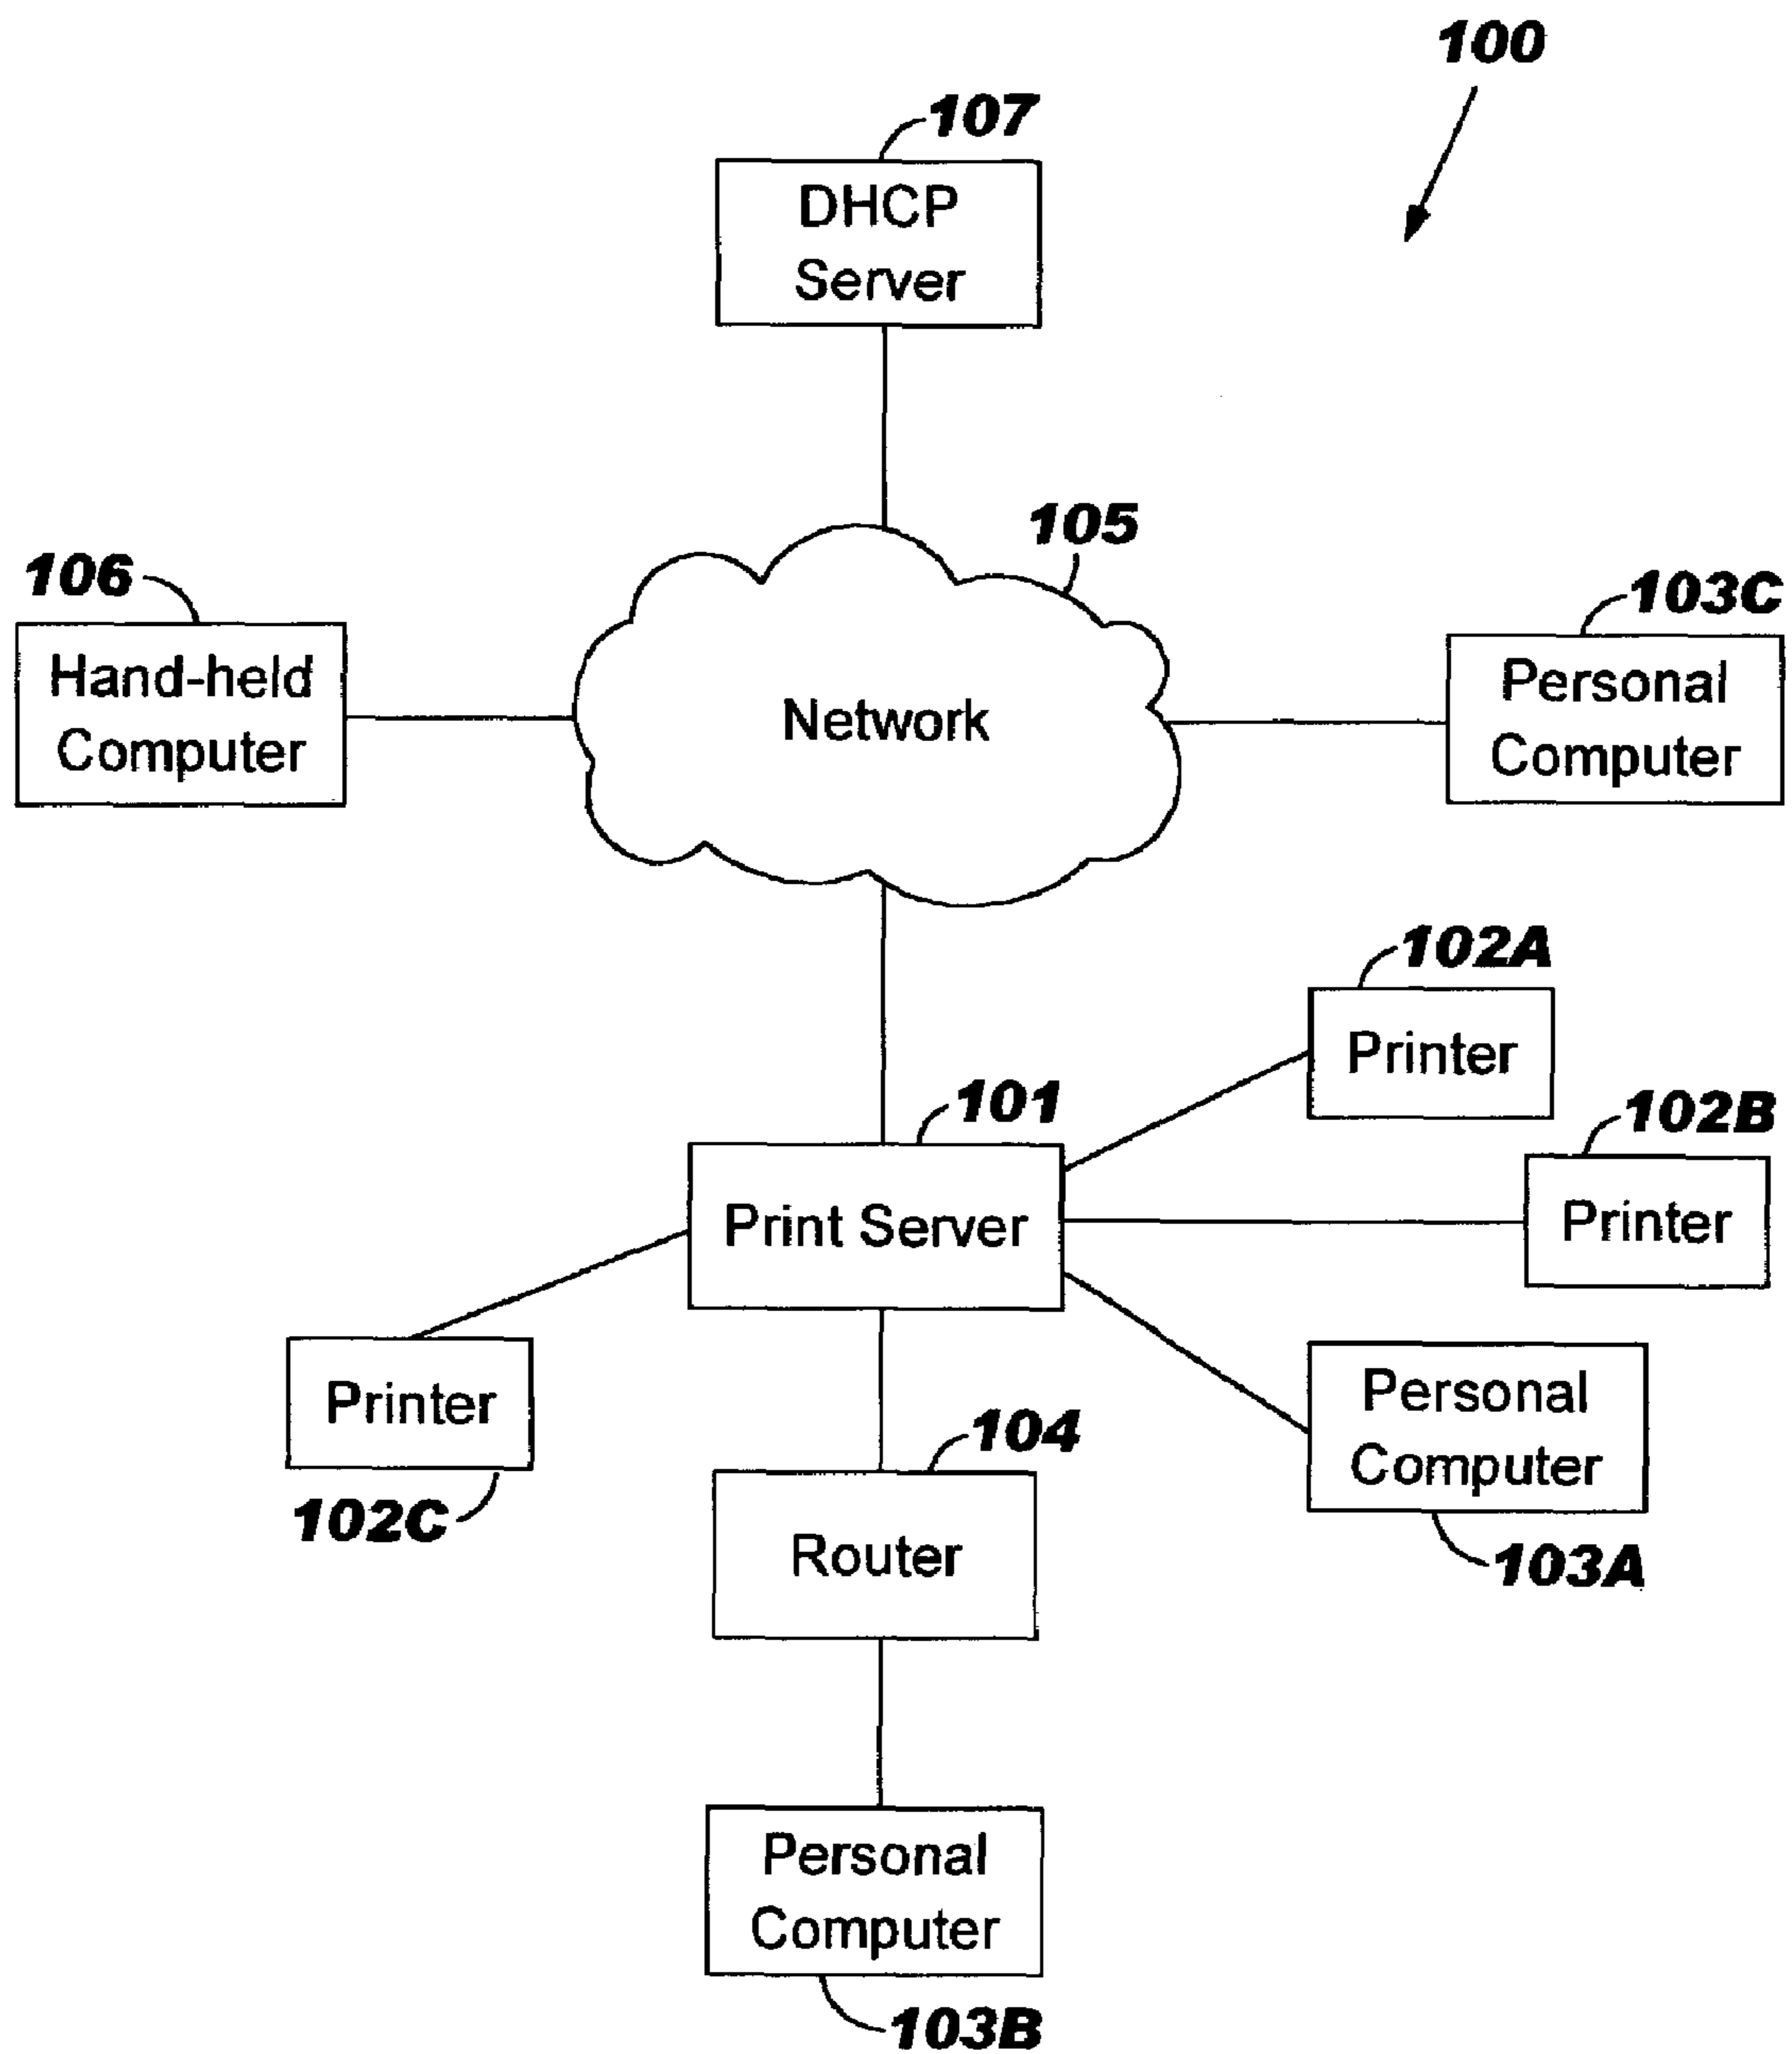 100
107
DHCP
Server
105
106
103C
Hand-held
Computer
Network
Personal
Computer
102A
Printer
101
102B
Print Server
Printer
Printer
102C
104
Personal
Computer
103A
Router
Personal
Computer
103B